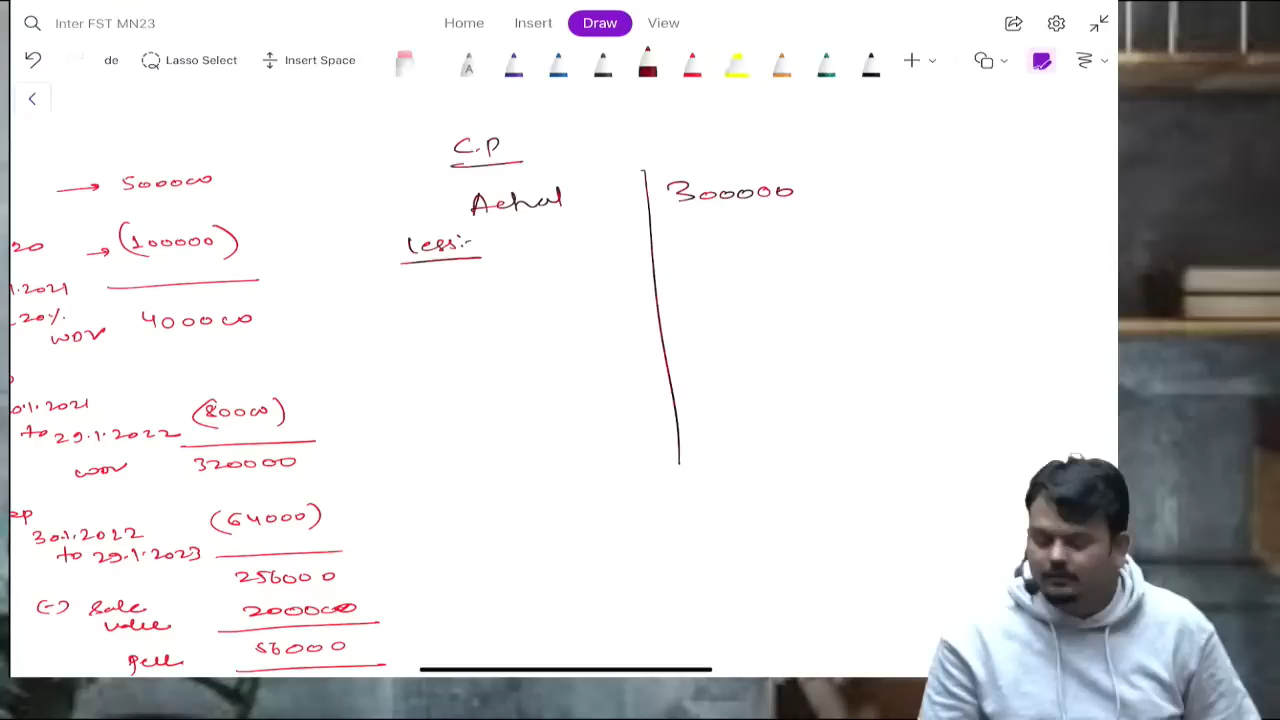 Inter FST MN23
Home Insert Draw View
de Lasso Select Insert Space
A
C.P
→ 500000
Actual 300000
20 → (100000)
Less:-
1.2021
20%
WDV 400000
0.1.2021 (80000)
to 29.1.2022
WDV 320000
30.1.2022 (64000)
to 29.1.2023
256000
(-) Sale 200000
value
56000